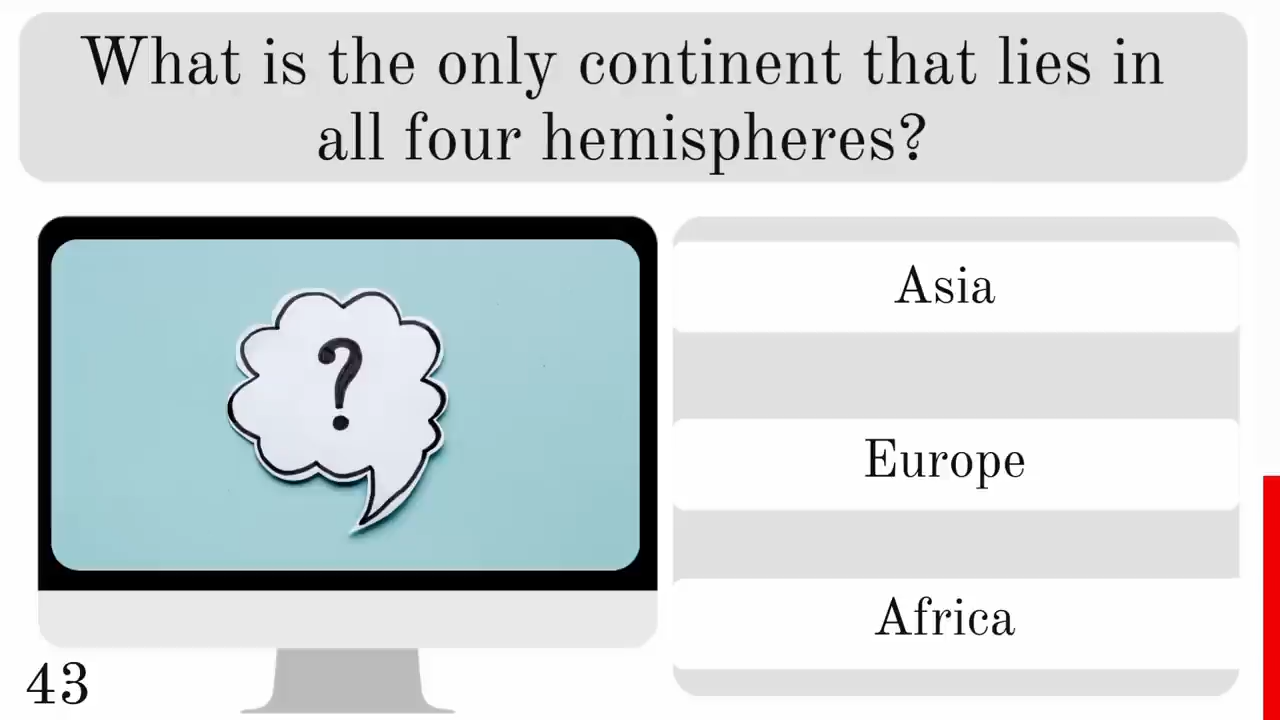 What is the only continent that lies in
all four hemispheres?
?
Asia
Europe
Africa
43